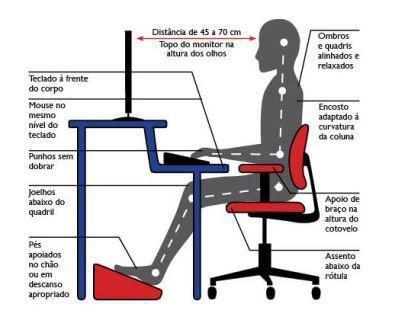 Distância de 45 a 70 cm
Topo do monitor na
altura dos olhos
Teclado á frente
do corpo
Mouse no
mesmo
nível do
teclado
Punhos sem
dobrar
Joelhos
abaixo do
quadril
Pés
apoiados
no chão
ou em
descanso
apropriado
Ombros
e quadris
alinhados e
relaxados
Encosto
adaptado á
curvatura
da coluna
Apoio de
braço na
altura do
cotovelo
Assento
abaixo da
rótula